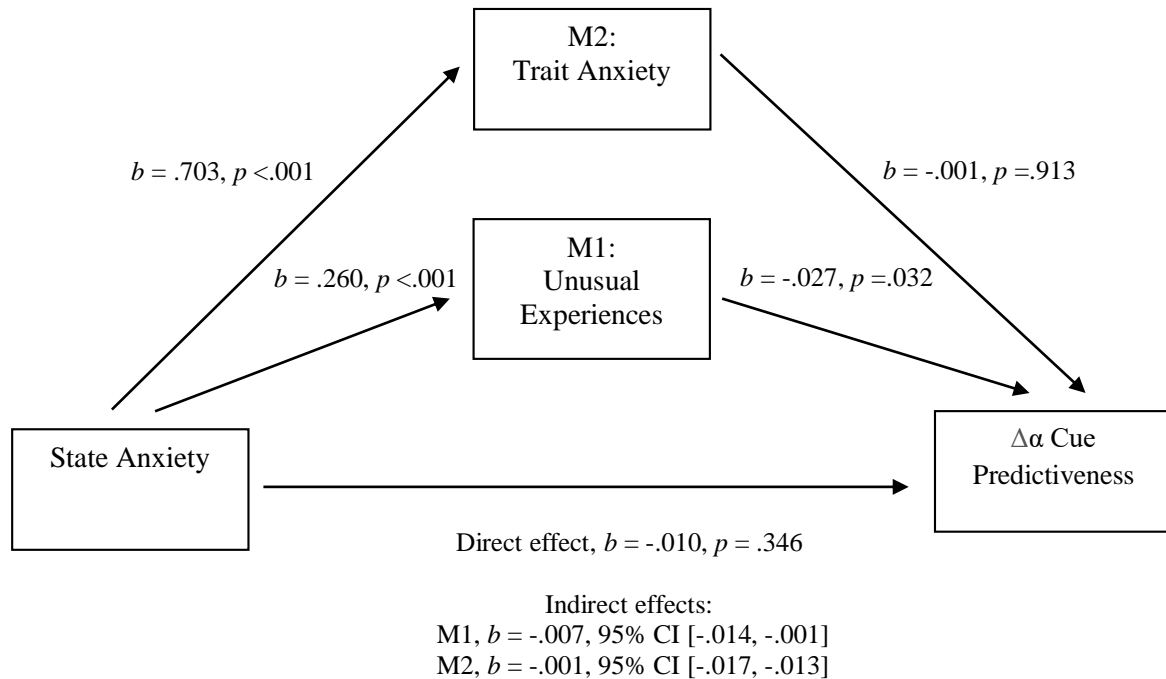 M2:
Trait Anxiety
b = .703, p <.001
b = -.001, p =.913
M1:
Unusual
Experiences
b = .260, p <.001
b = -.027, p =.032
State Anxiety
Δα Cue
Predictiveness
Direct effect, b = -.010, p = .346
Indirect effects:
M1, b = -.007, 95% CI [-.014, -.001]
M2, b = -.001, 95% CI [-.017, -.013]